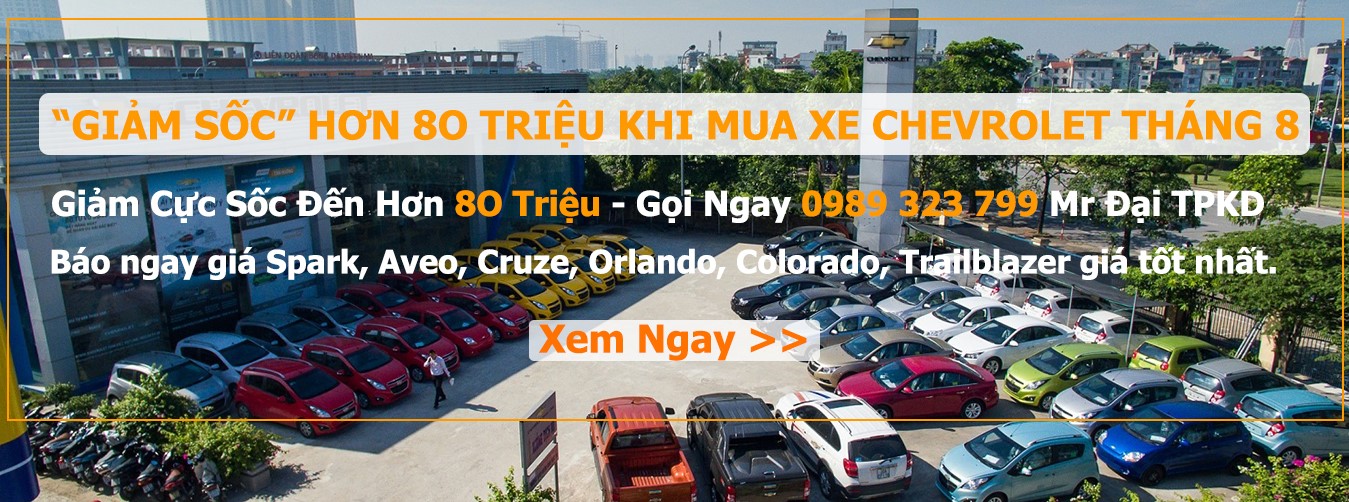 CHEVROLET
“GIẢM SỐC” HƠN 8O TRIỆU KHI MUA XE CHEVROLET THÁNG 8
Giảm Cực Sốc Đến Hơn 8O Triệu - Gọi Ngay 0989 323 799 Mr Đại TPKD
Báo ngay giá Spark, Aveo, Cruze, Orlando, Colorado, Trailblazer giá tốt nhất.
Xem Ngay >>